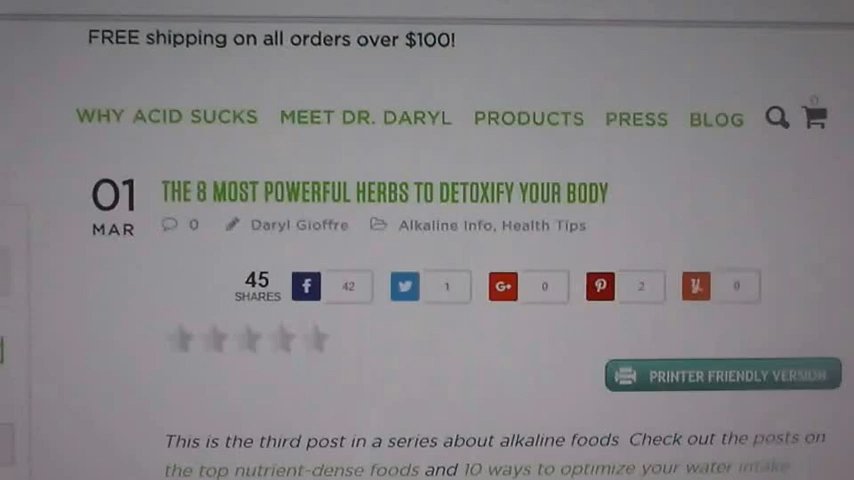 FREE shipping on all orders over $100!
WHY ACID SUCKS MEET DR. DARYL PRODUCTS PRESS BLOG 0
01 THE 8 MOST POWERFUL HERBS TO DETOXIFY YOUR BODY
MAR 0 Daryl Gioffre Alkaline Info, Health Tips
45
SHARES f 42 1 G+ 0 2 0
PRINTER FRIENDLY VERSION
This is the third post in a series about alkaline foods. Check out the posts on
the top nutrient-dense foods and 10 ways to optimize your water intake